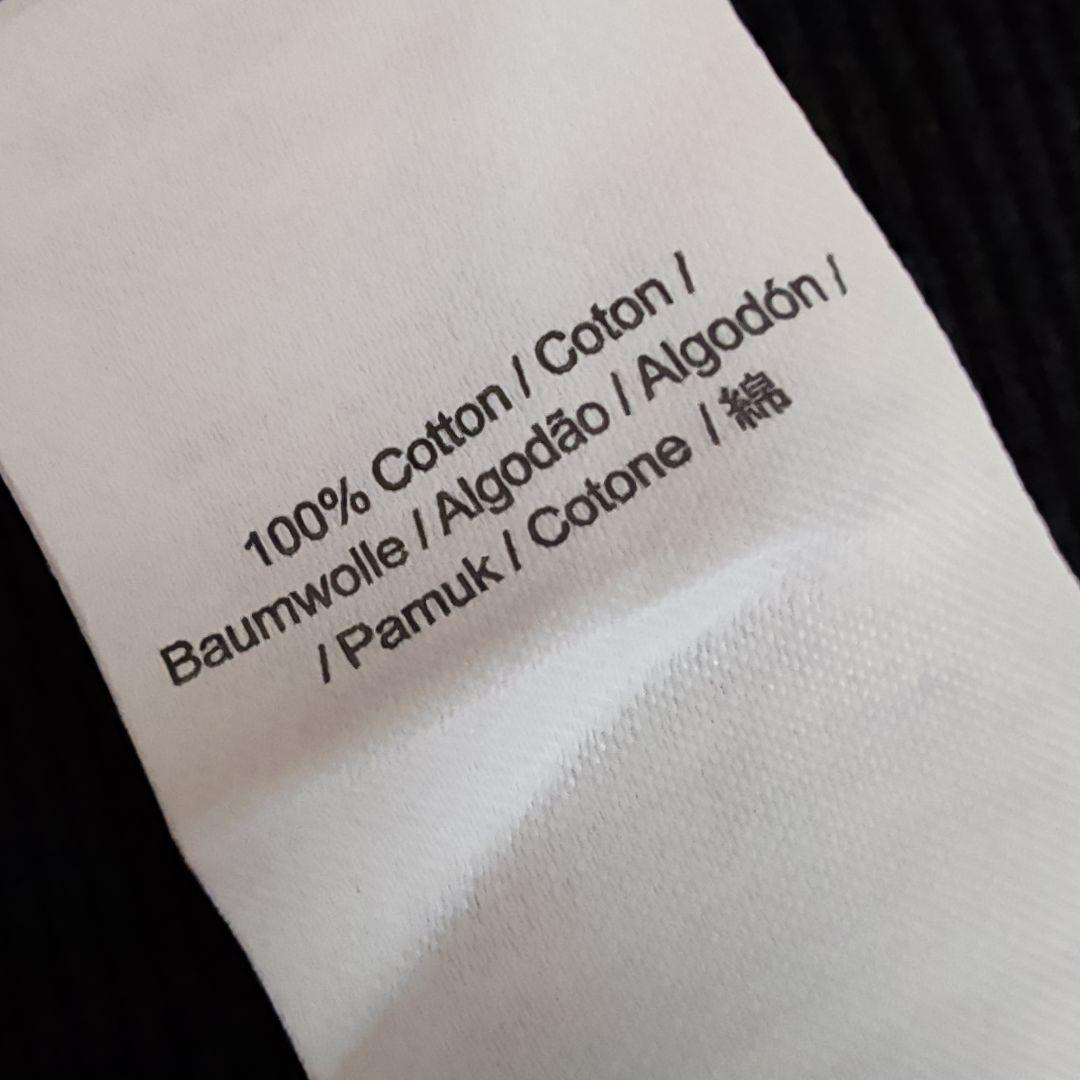 100% Cotton / Coton /
Baumwolle / Algodão / Algodón /
/ Pamuk / Cotone / 綿